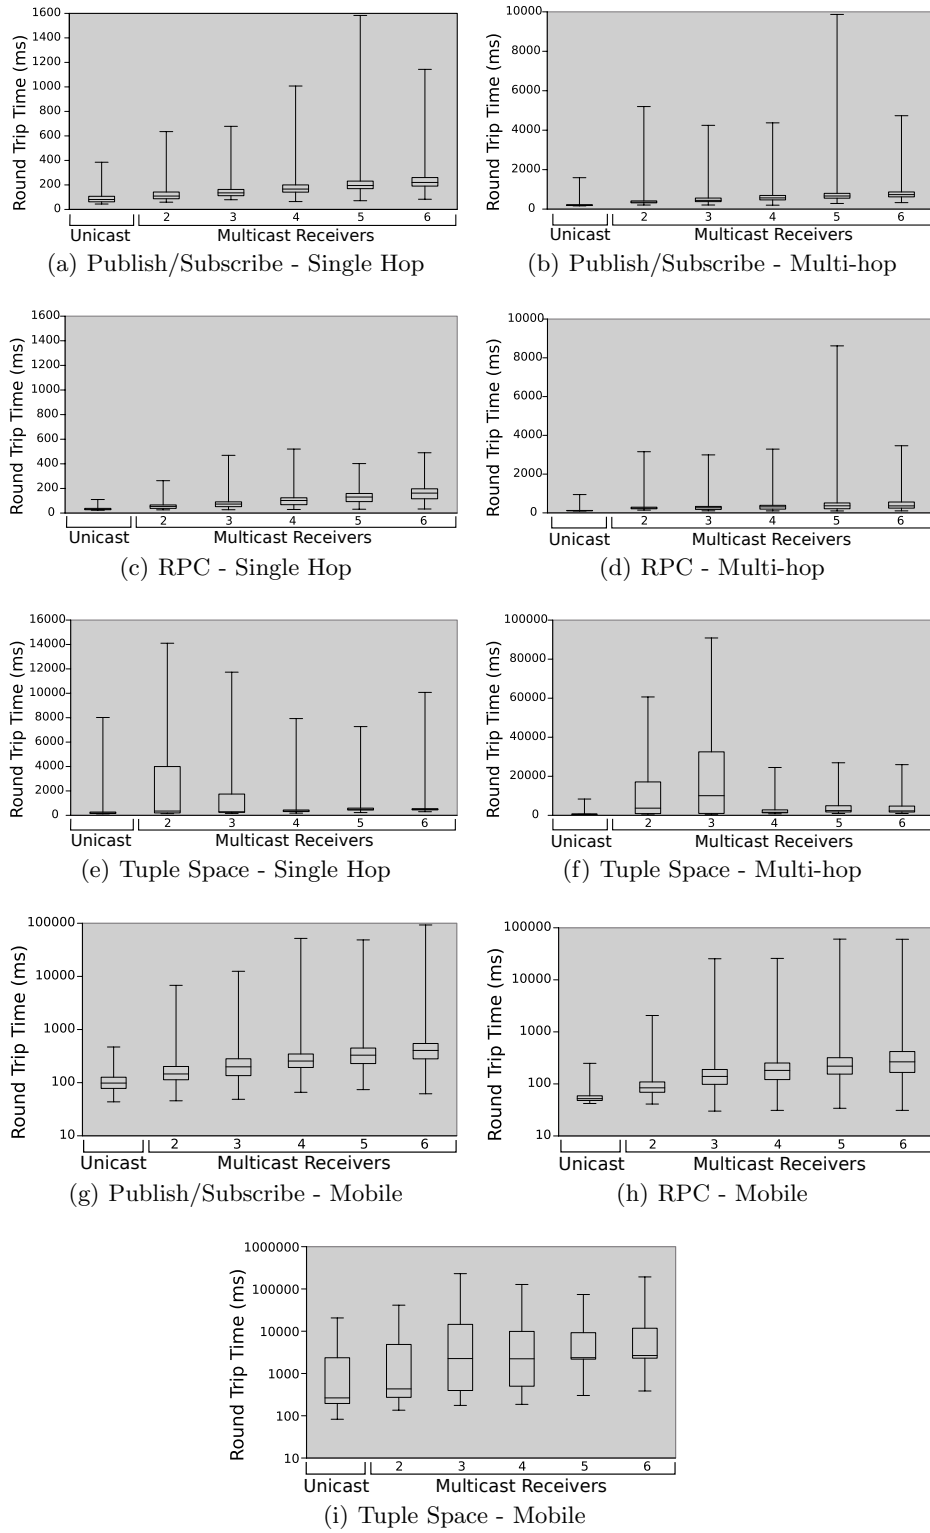 1600
1400
1200
1000
800
600
400
200
0
Round Trip Time (ms)
2 3 4 5 6
Unicast Multicast Receivers
(a) Publish/Subscribe - Single Hop
10000
8000
6000
4000
2000
0
Round Trip Time (ms)
2 3 4 5 6
Unicast Multicast Receivers
(b) Publish/Subscribe - Multi-hop
1600
1400
1200
1000
800
600
400
200
0
Round Trip Time (ms)
2 3 4 5 6
Unicast Multicast Receivers
(c) RPC - Single Hop
10000
8000
6000
4000
2000
0
Round Trip Time (ms)
2 3 4 5 6
Unicast Multicast Receivers
(d) RPC - Multi-hop
16000
14000
12000
10000
8000
6000
4000
2000
0
Round Trip Time (ms)
2 3 4 5 6
Unicast Multicast Receivers
(e) Tuple Space - Single Hop
100000
80000
60000
40000
20000
0
Round Trip Time (ms)
2 3 4 5 6
Unicast Multicast Receivers
(f) Tuple Space - Multi-hop
100000
10000
1000
100
10
Round Trip Time (ms)
2 3 4 5 6
Unicast Multicast Receivers
(g) Publish/Subscribe - Mobile
100000
10000
1000
100
10
Round Trip Time (ms)
2 3 4 5 6
Unicast Multicast Receivers
(h) RPC - Mobile
1000000
100000
10000
1000
100
10
Round Trip Time (ms)
2 3 4 5 6
Unicast Multicast Receivers
(i) Tuple Space - Mobile